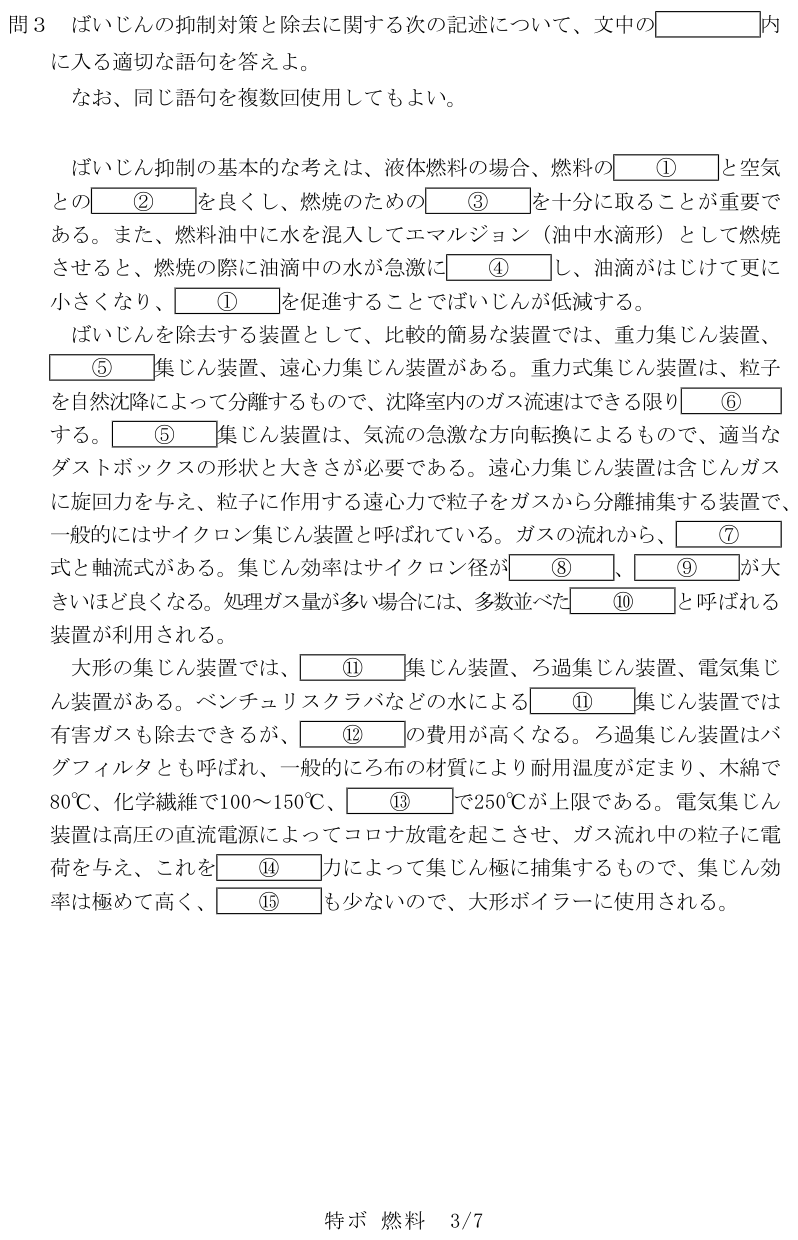 問３　ばいじんの抑制対策と除去に関する次の記述について、文中の　　　　　内
に入る適切な語句を答えよ。
なお、同じ語句を複数回使用してもよい。
ばいじん抑制の基本的な考えは、液体燃料の場合、燃料の ① と空気
との ② を良くし、燃焼のための ③ を十分に取ることが重要で
ある。また、燃料油中に水を混入してエマルジョン（油中水滴形）として燃焼
させると、燃焼の際に油滴中の水が急激に ④ し、油滴がはじけて更に
小さくなり、 ① を促進することでばいじんが低減する。
ばいじんを除去する装置として、比較的簡易な装置では、重力集じん装置、
⑤ 集じん装置、遠心力集じん装置がある。重力式集じん装置は、粒子
を自然沈降によって分離するもので、沈降室内のガス流速はできる限り ⑥
する。 ⑤ 集じん装置は、気流の急激な方向転換によるもので、適当な
ダストボックスの形状と大きさが必要である。遠心力集じん装置は含じんガス
に旋回力を与え、粒子に作用する遠心力で粒子をガスから分離捕集する装置で、
一般的にはサイクロン集じん装置と呼ばれている。ガスの流れから、 ⑦
式と軸流式がある。集じん効率はサイクロン径が ⑧ 、 ⑨ が大
きいほど良くなる。処理ガス量が多い場合には、多数並べた ⑩ と呼ばれる
装置が利用される。
大形の集じん装置では、 ⑪ 集じん装置、ろ過集じん装置、電気集じ
ん装置がある。ベンチュリスクラバなどの水による ⑪ 集じん装置では
有害ガスも除去できるが、 ⑫ の費用が高くなる。ろ過集じん装置はバ
グフィルタとも呼ばれ、一般的にろ布の材質により耐用温度が定まり、木綿で
80℃、化学繊維で100～150℃、 ⑬ で250℃が上限である。電気集じん
装置は高圧の直流電源によってコロナ放電を起こさせ、ガス流れ中の粒子に電
荷を与え、これを ⑭ 力によって集じん極に捕集するもので、集じん効
率は極めて高く、 ⑮ も少ないので、大形ボイラーに使用される。
特ボ 燃料　3/7